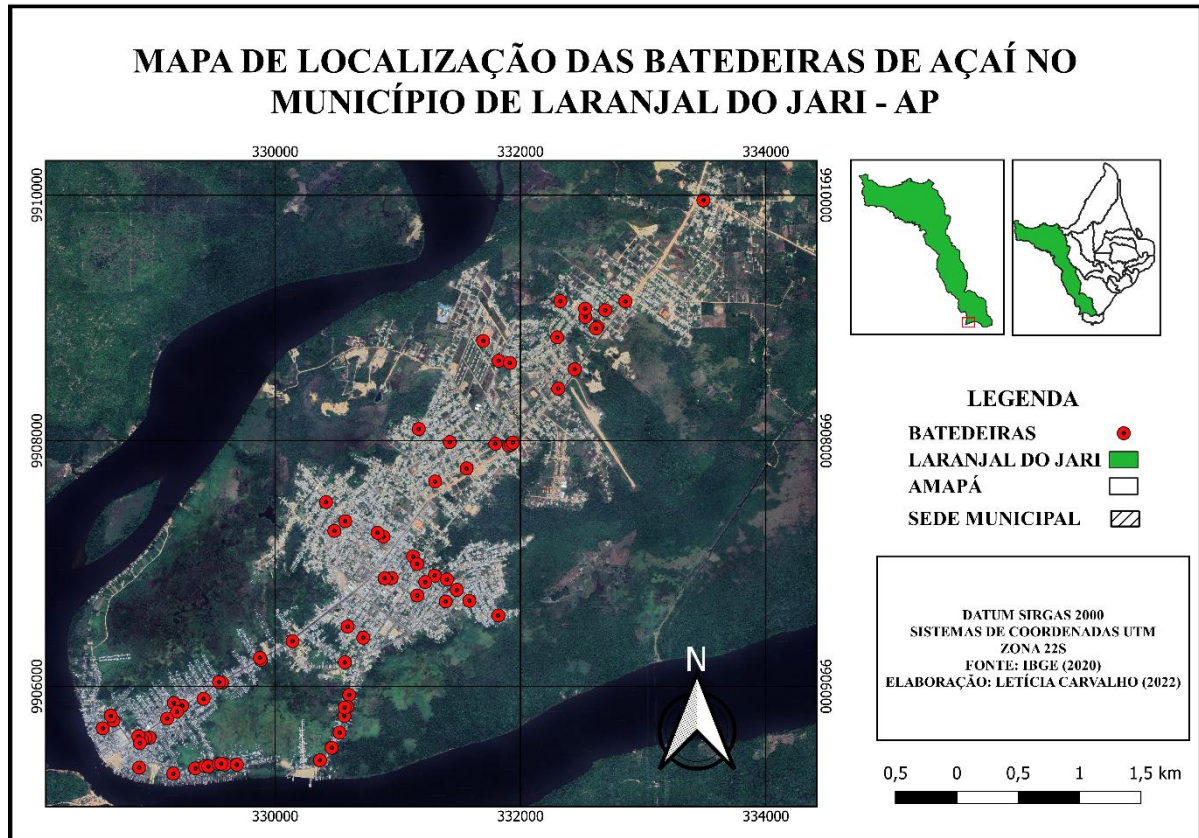 MAPA DE LOCALIZAÇÃO DAS BATEDEIRAS DE AÇAÍ NO
MUNICÍPIO DE LARANJAL DO JARI - AP
330000
332000
334000
9910000
9910000
9908000
9908000
9906000
9906000
330000
332000
334000
N
LEGENDA
BATEDEIRAS
LARANJAL DO JARI
AMAPÁ
SEDE MUNICIPAL
DATUM SIRGAS 2000
SISTEMAS DE COORDENADAS UTM
ZONA 22S
FONTE: IBGE (2020)
ELABORAÇÃO: LETÍCIA CARVALHO (2022)
0,5 0 0,5 1 1,5 km